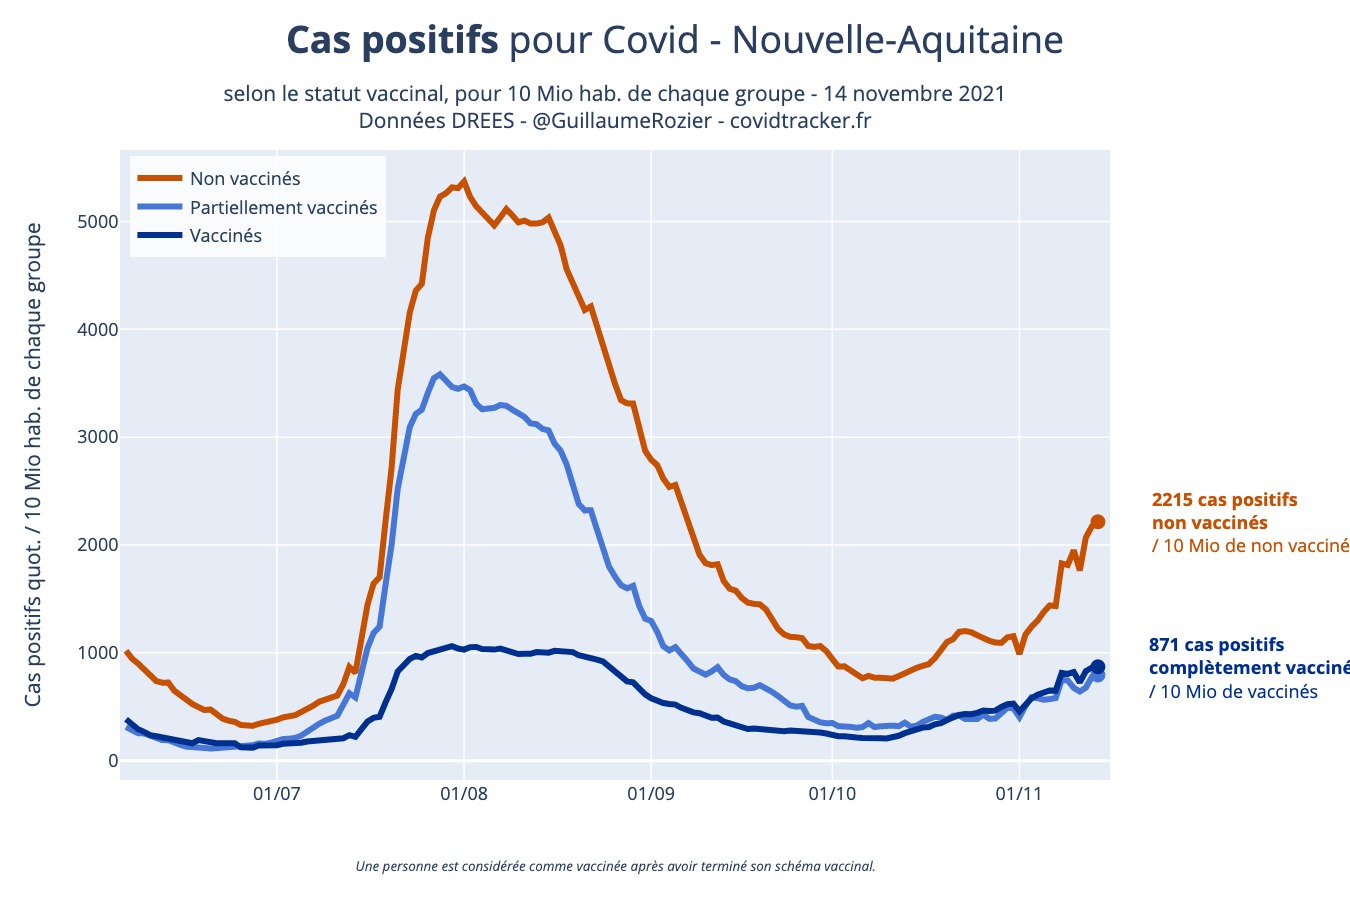 Cas positifs pour Covid - Nouvelle-Aquitaine
selon le statut vaccinal, pour 10 Mio hab. de chaque groupe - 14 novembre 2021
Données DREES - @GuillaumeRozier - covidtracker.fr
Non vaccinés
Partiellement vaccinés
Vaccinés
Cas positifs quot. / 10 Mio hab. de chaque groupe
5000
4000
3000
2000
1000
0
01/07
01/08
01/09
01/10
01/11
2215 cas positifs
non vaccinés
/ 10 Mio de non vacciné
871 cas positifs
complètement vacciné
/ 10 Mio de vaccinés
Une personne est considérée comme vaccinée après avoir terminé son schéma vaccinal.